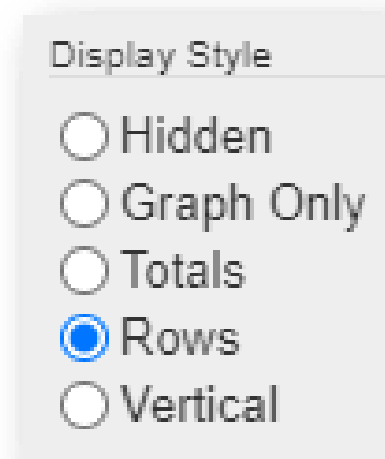 Display Style
Hidden
Graph Only
Totals
Rows
Vertical